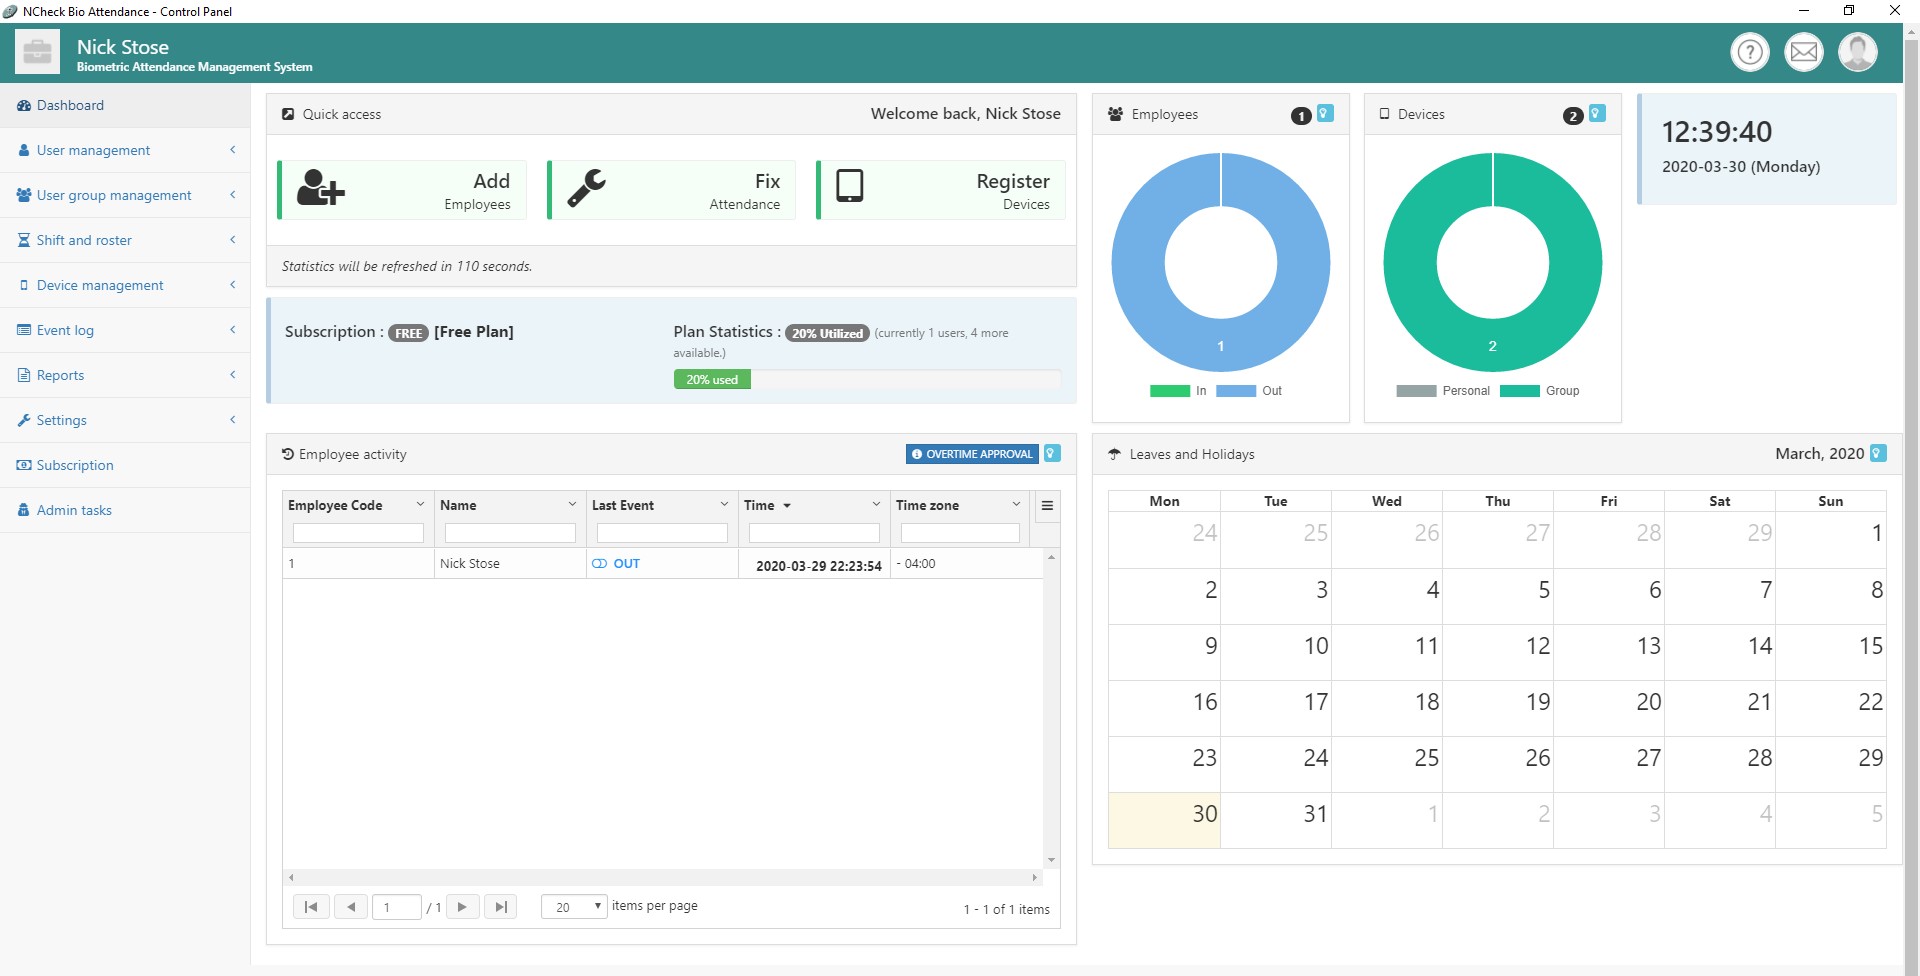 NCheck Bio Attendance - Control Panel
Nick Stose
Biometric Attendance Management System
Dashboard
User management
User group management
Shift and roster
Device management
Event log
Reports
Settings
Subscription
Admin tasks
Quick access
Welcome back, Nick Stose
Add
Employees
Fix
Attendance
Register
Devices
Statistics will be refreshed in 110 seconds.
Subscription : FREE [Free Plan]
Plan Statistics : 20% Utilized (currently 1 users, 4 more
available.)
20% used
Employees 1
1
In Out
Devices 2
2
Personal Group
12:39:40
2020-03-30 (Monday)
Employee activity OVERTIME APPROVAL
Employee Code Name Last Event Time Time zone
1 Nick Stose OUT 2020-03-29 22:23:54 - 04:00
1 / 1 20 items per page 1 - 1 of 1 items
Leaves and Holidays March, 2020
Mon Tue Wed Thu Fri Sat Sun
24 25 26 27 28 29 1
2 3 4 5 6 7 8
9 10 11 12 13 14 15
16 17 18 19 20 21 22
23 24 25 26 27 28 29
30 31 1 2 3 4 5